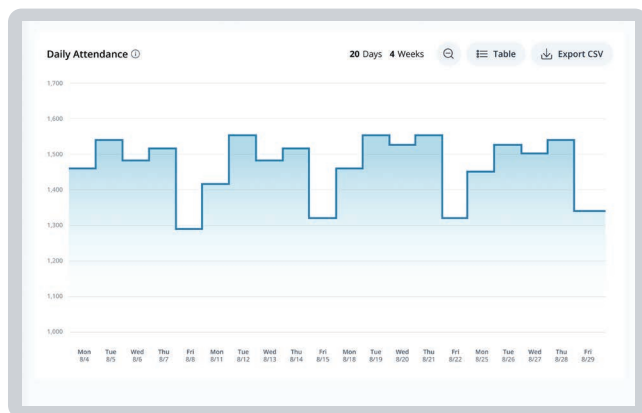 Daily Attendance
20 Days 4 Weeks
Table
Export CSV
1,700
1,600
1,500
1,400
1,300
1,200
1,100
1,000
Mon Tue Wed Thu Fri Mon Tue Wed Thu Fri Mon Tue Wed Thu Fri Mon Tue Wed Thu Fri
8/4 8/5 8/6 8/7 8/8 8/11 8/12 8/13 8/14 8/15 8/18 8/19 8/20 8/21 8/22 8/25 8/26 8/27 8/28 8/29